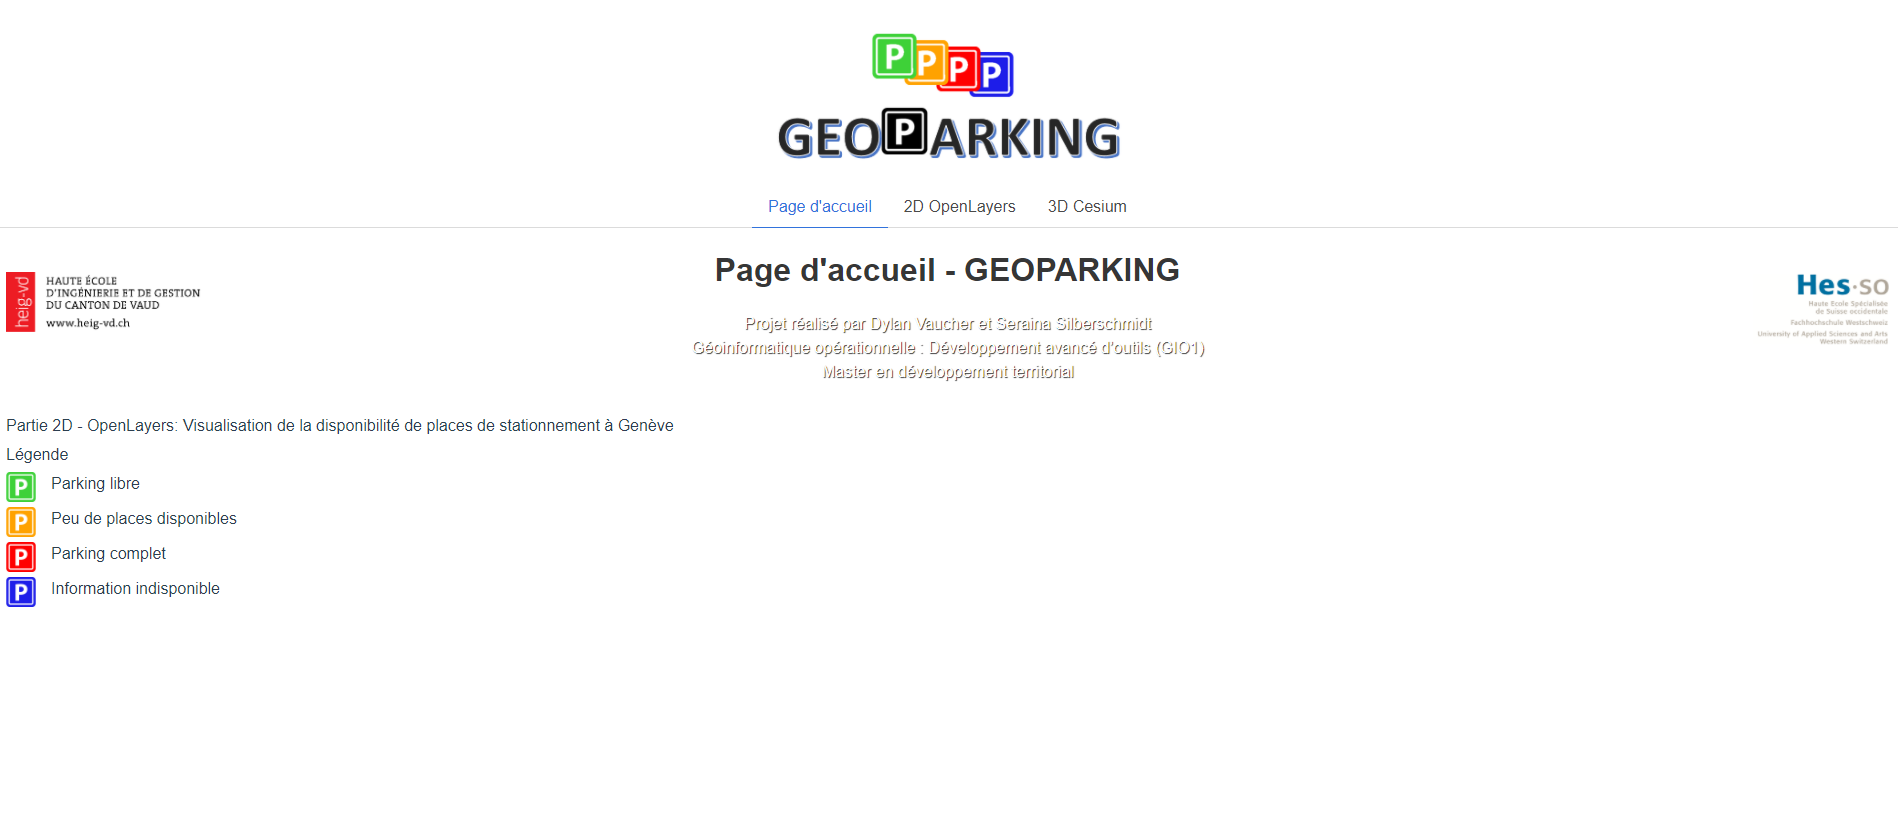 P P P P
GEOPARKING
Page d'accueil 2D OpenLayers 3D Cesium
Page d'accueil - GEOPARKING
heig-vd
HAUTE ÉCOLE
D'INGÉNIERIE ET DE GESTION
DU CANTON DE VAUD
www.heig-vd.ch
Hes·so
Haute Ecole Spécialisée
de Suisse occidentale
Fachhochschule Westschweiz
University of Applied Sciences and Arts
Western Switzerland
Projet réalisé par Dylan Vaucher et Seraina Silberschmidt
Géoinformatique opérationnelle : Développement avancé d'outils (GIO1)
Master en développement territorial
Partie 2D - OpenLayers: Visualisation de la disponibilité de places de stationnement à Genève
Légende
P Parking libre
P Peu de places disponibles
P Parking complet
P Information indisponible